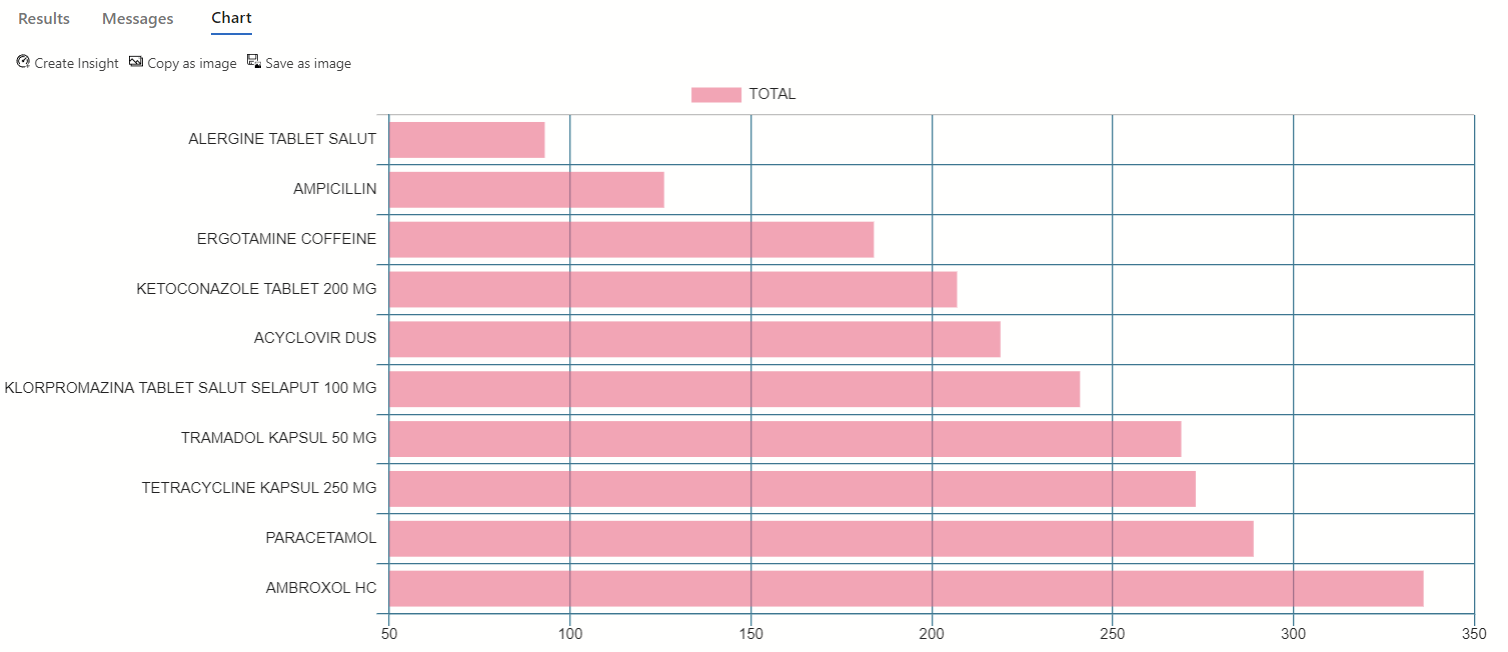 Results Messages Chart
Create Insight Copy as image Save as image
TOTAL
ALERGINE TABLET SALUT
AMPICILLIN
ERGOTAMINE COFFEINE
KETOCONAZOLE TABLET 200 MG
ACYCLOVIR DUS
KLORPROMAZINA TABLET SALUT SELAPUT 100 MG
TRAMADOL KAPSUL 50 MG
TETRACYCLINE KAPSUL 250 MG
PARACETAMOL
AMBROXOL HC
50 100 150 200 250 300 350